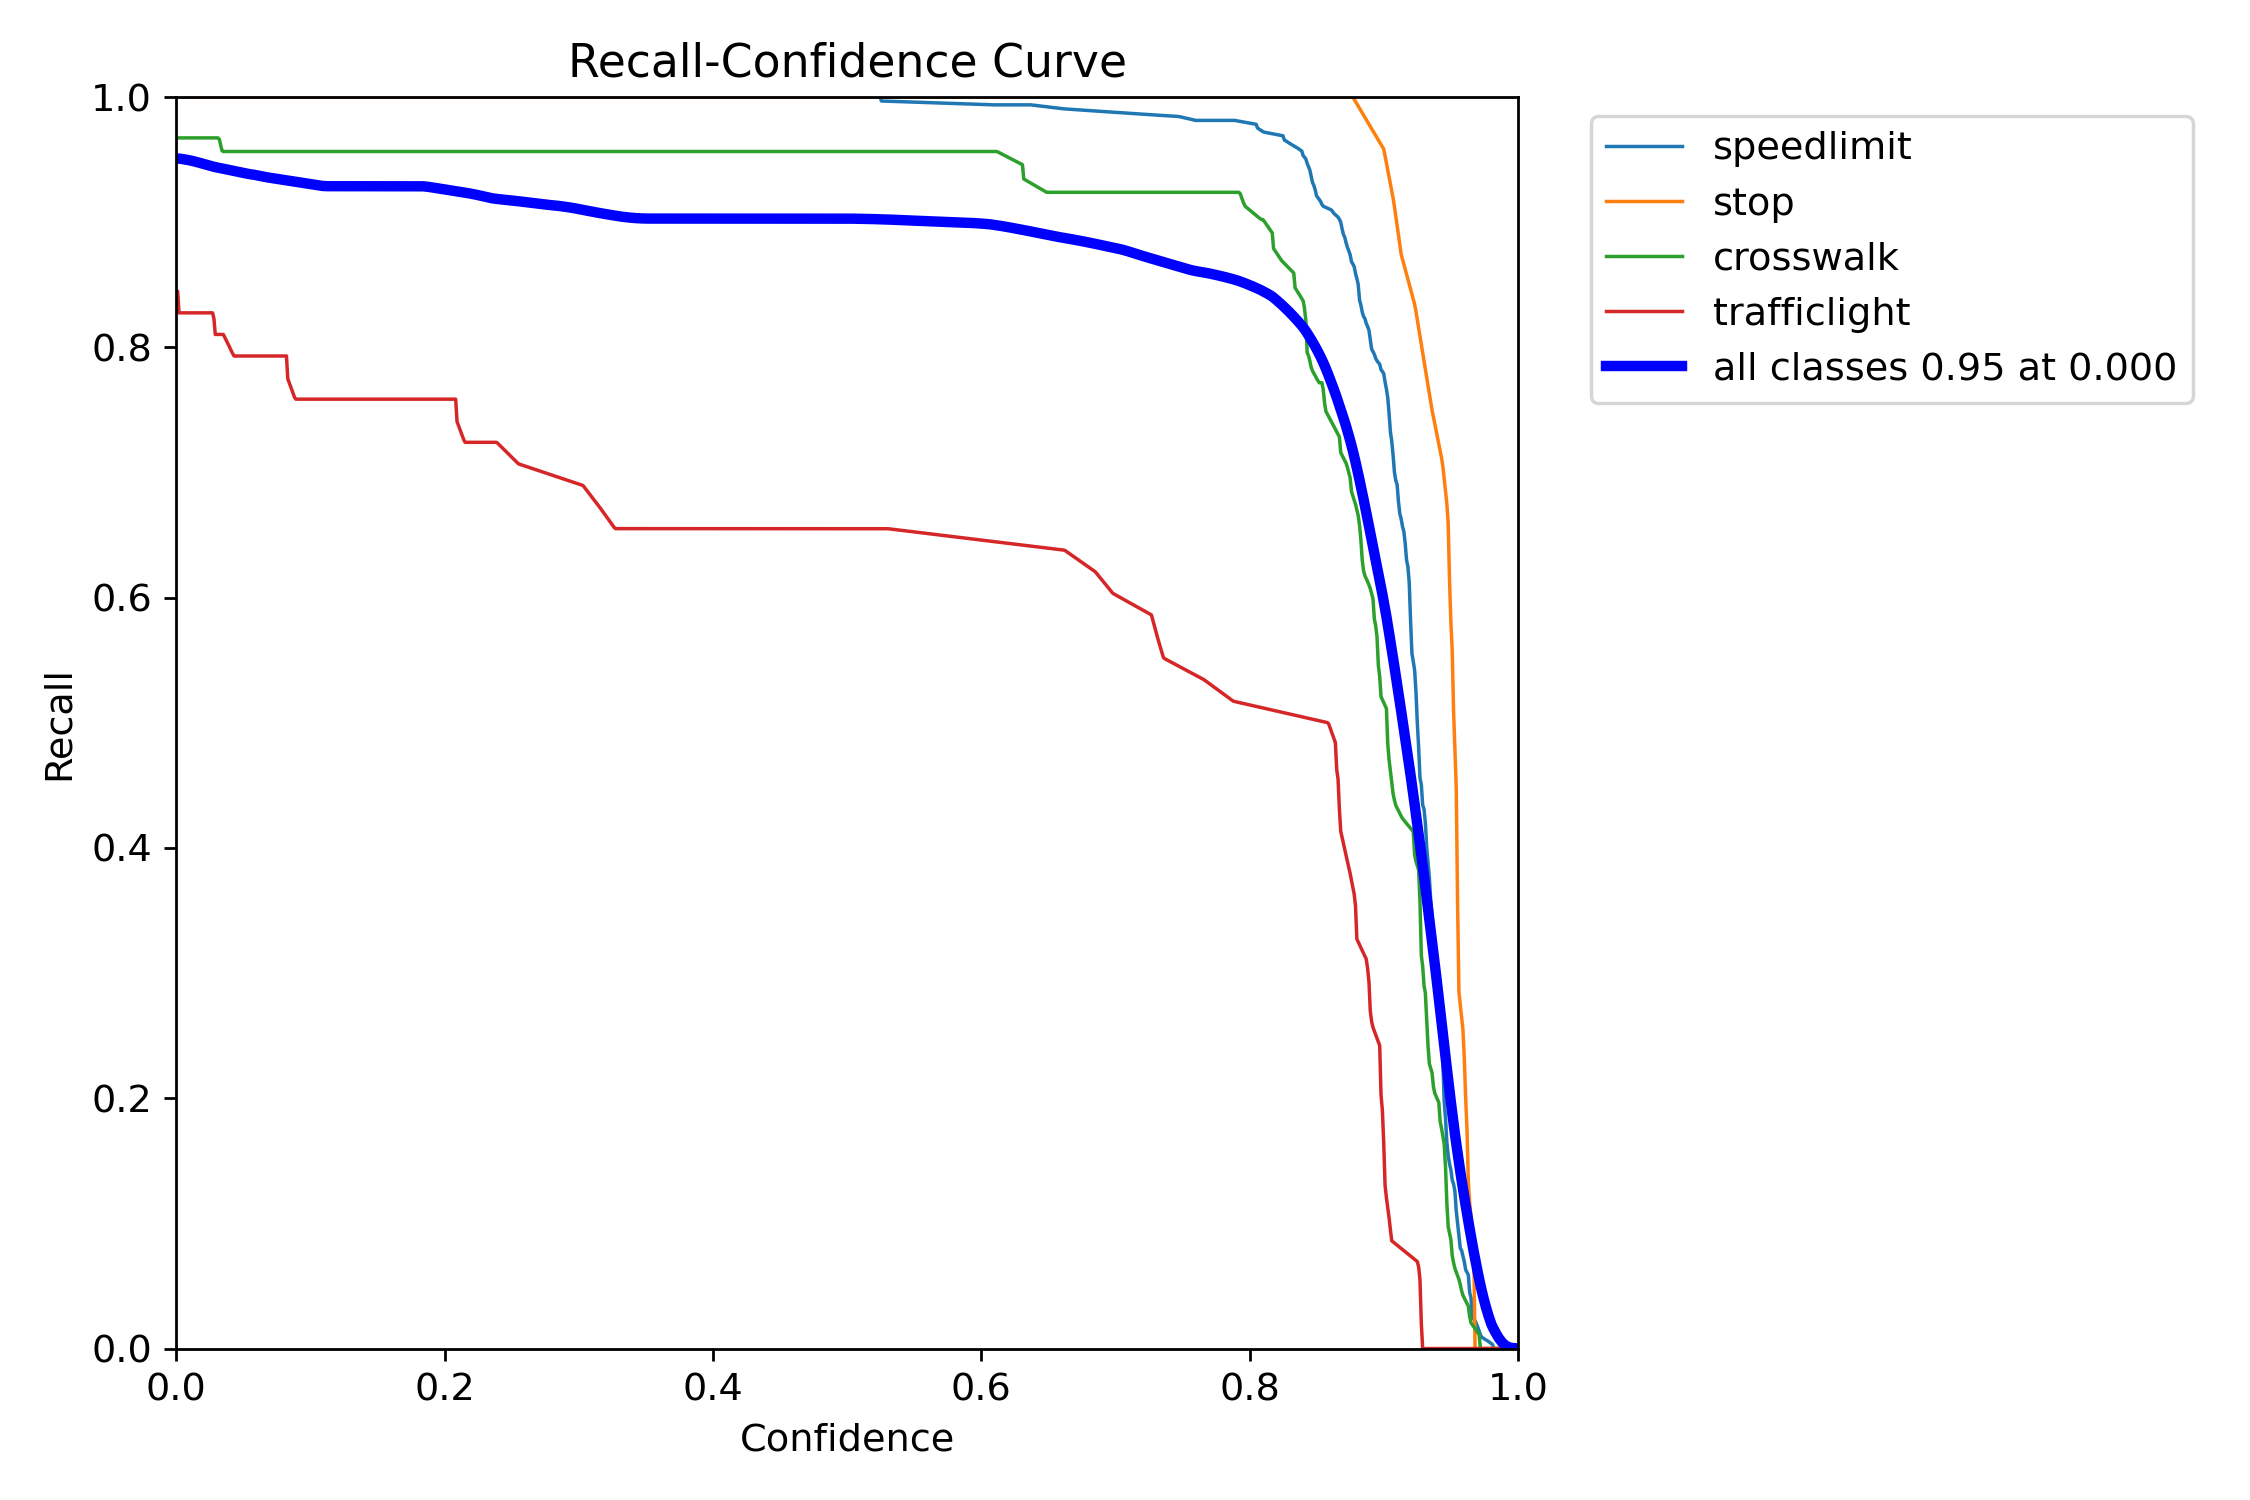 Recall-Confidence Curve
1.0
0.8
0.6
0.4
0.2
0.0
Recall
0.0 0.2 0.4 0.6 0.8 1.0
Confidence
speedlimit
stop
crosswalk
trafficlight
all classes 0.95 at 0.000